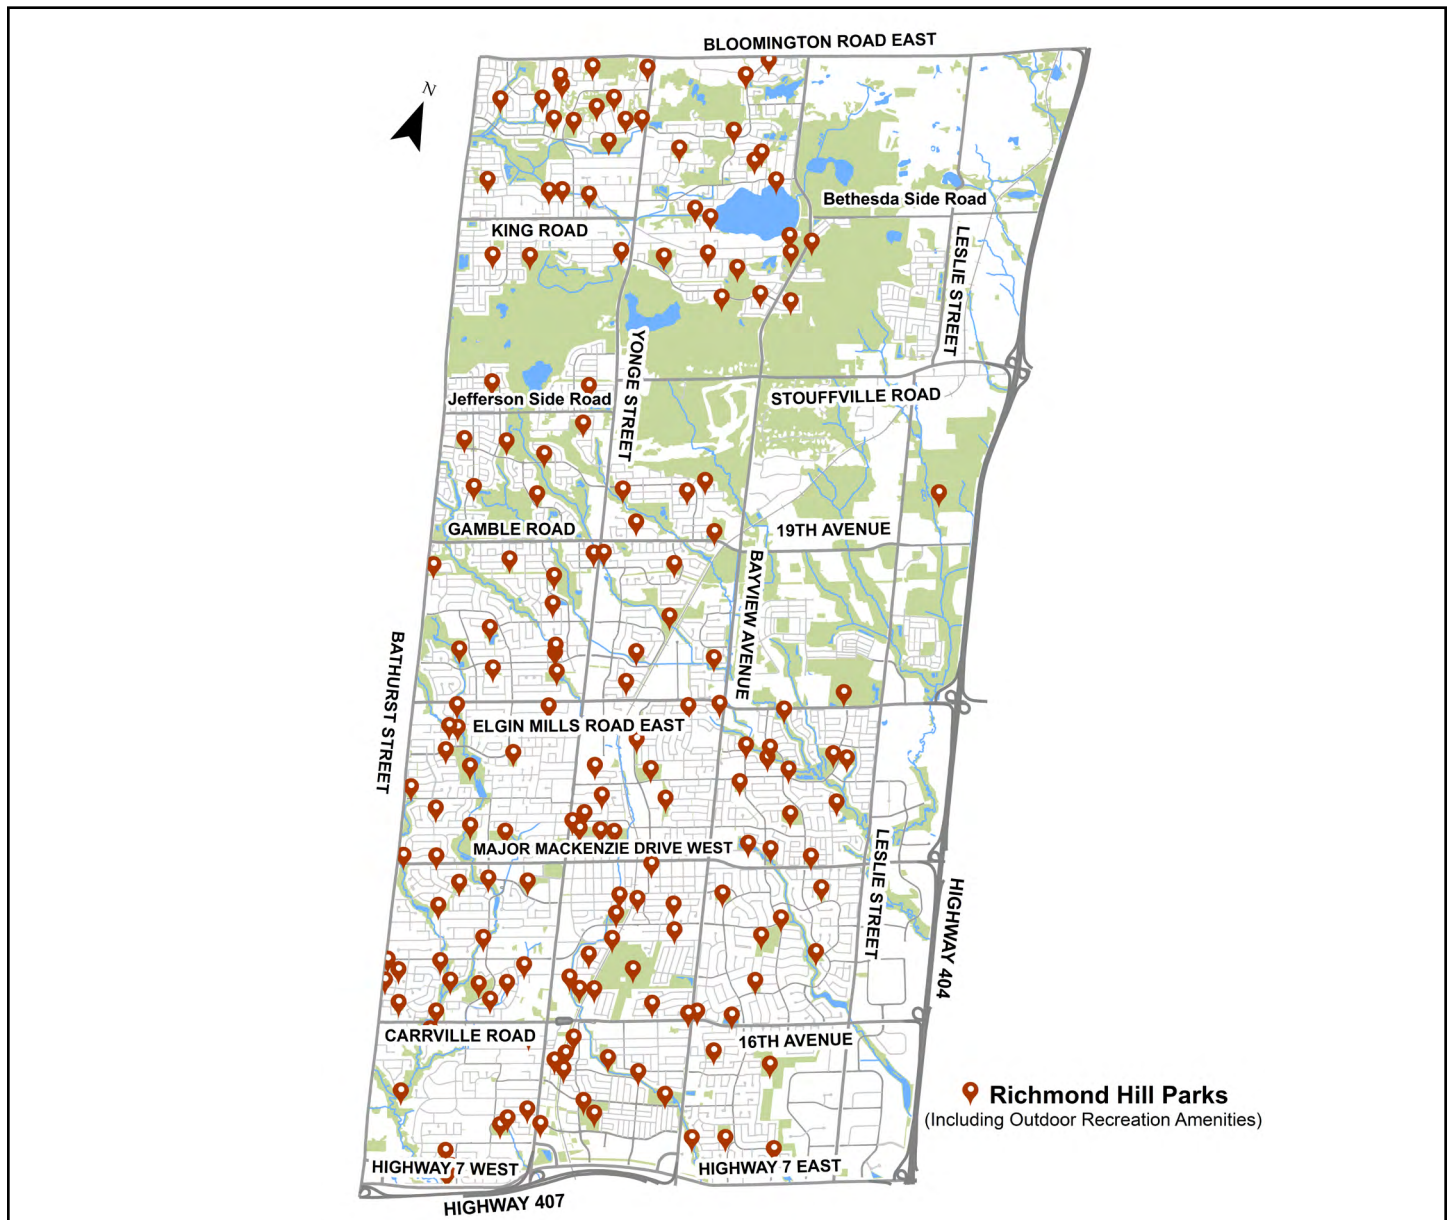 BLOOMINGTON ROAD EAST
N
Bethesda Side Road
KING ROAD
LESLIE STREET
YONGE STREET
Jefferson Side Road
STOUFFVILLE ROAD
GAMBLE ROAD
19TH AVENUE
BAYVIEW AVENUE
BATHURST STREET
ELGIN MILLS ROAD EAST
MAJOR MACKENZIE DRIVE WEST
LESLIE STREET
HIGHWAY 404
CARRVILLE ROAD
16TH AVENUE
Richmond Hill Parks
(Including Outdoor Recreation Amenities)
HIGHWAY 7 WEST
HIGHWAY 7 EAST
HIGHWAY 407